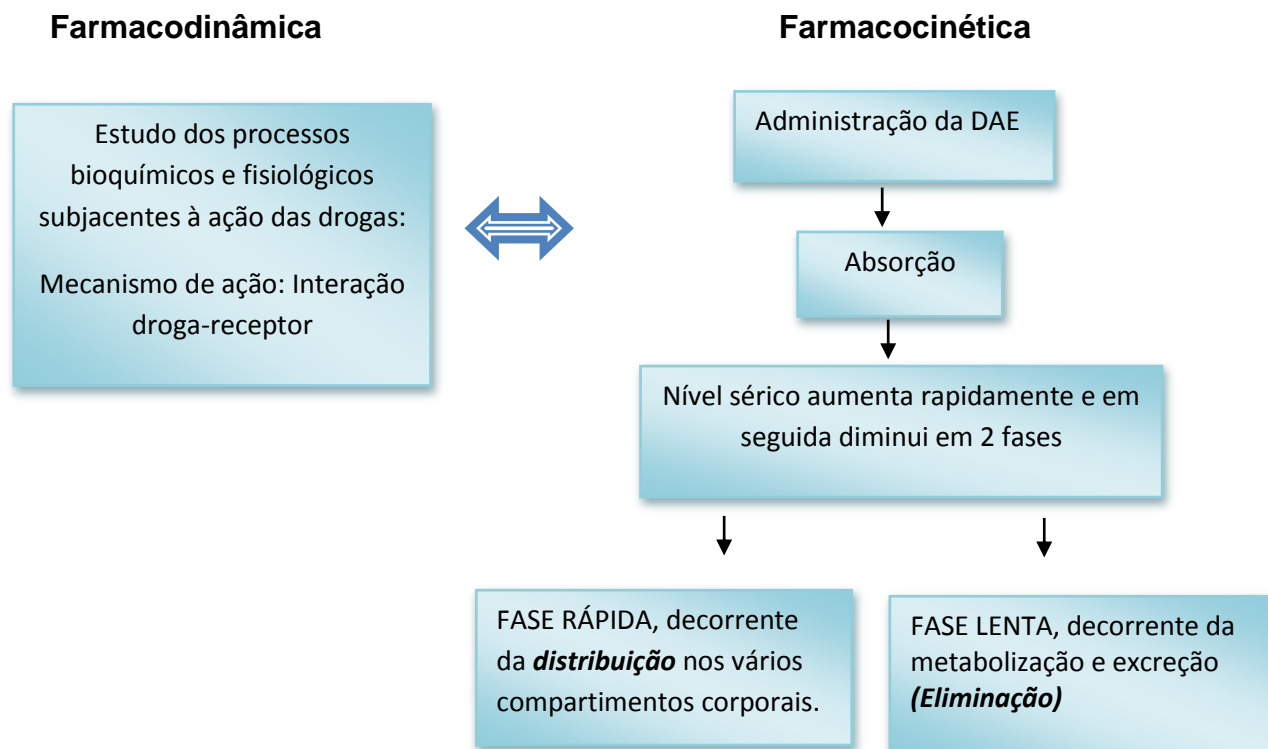 Farmacodinâmica
Farmacocinética
Estudo dos processos
bioquímicos e fisiológicos
subjacentes à ação das drogas:
Mecanismo de ação: Interação
droga-receptor
Administração da DAE
Absorção
Nível sérico aumenta rapidamente e em
seguida diminui em 2 fases
FASE RÁPIDA, decorrente
da distribuição nos vários
compartimentos corporais.
FASE LENTA, decorrente da
metabolização e excreção
(Eliminação)